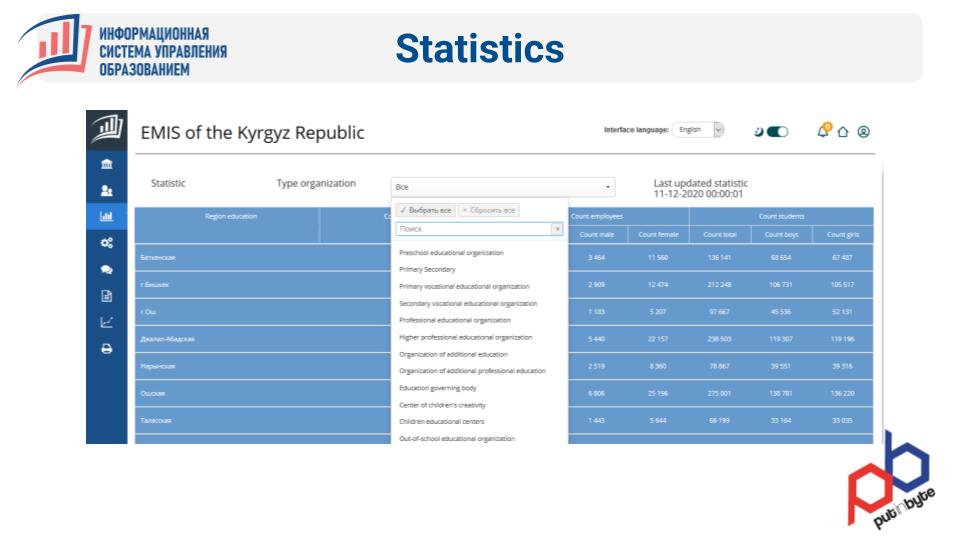 ИНФОРМАЦИОННАЯ
СИСТЕМА УПРАВЛЕНИЯ
ОБРАЗОВАНИЕМ
Statistics
EMIS of the Kyrgyz Republic
Interface language: English
0
Statistic
Type organization
Все
Last updated statistic
11-12-2020 00:00:01
✓ Выбрать все
× Сбросить все
Поиск
Preschool educational organization
Primary Secondary
Primary vocational educational organization
Secondary vocational educational organization
Professional educational organization
Higher professional educational organization
Organization of additional education
Organization of additional professional education
Education governing body
Center of children's creativity
Children educational centers
Out-of-school educational organization
Region education
Count employees
Count students
Count male
Count female
Count total
Count boys
Count girls
Баткенская 3 464 11 560 136 141 68 654 67 487
г.Бишкек 2 909 12 474 212 248 106 731 105 517
г.Ош 1 183 5 207 97 667 45 536 52 131
Джалал-Абадская 5 440 22 157 238 503 119 307 119 196
Нарынская 2 519 8 360 78 867 39 551 39 316
Ошская 6 806 25 196 275 001 138 781 136 220
Таласская 1 443 5 644 66 199 33 164 33 035
putinbyte